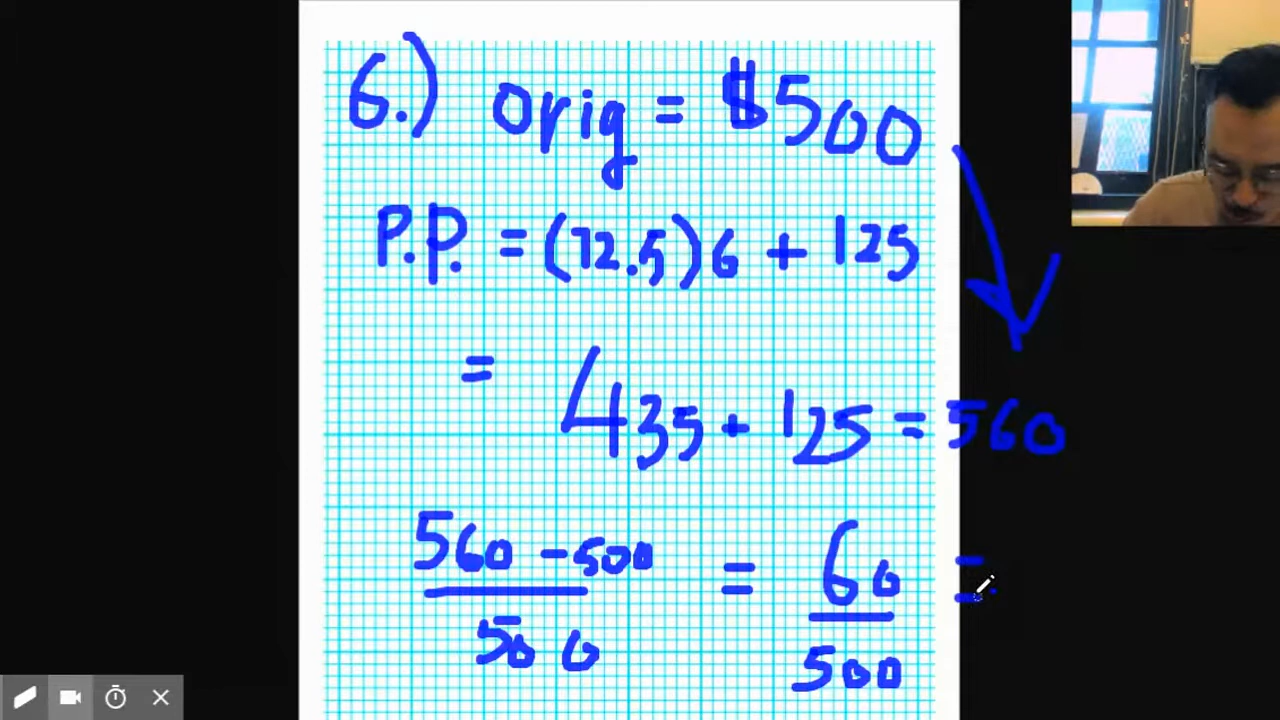 6.) orig = $500
P.P. = (72.5)6 + 125
= 435 + 125 = 560
560 - 500 / 500 = 60 / 500 =